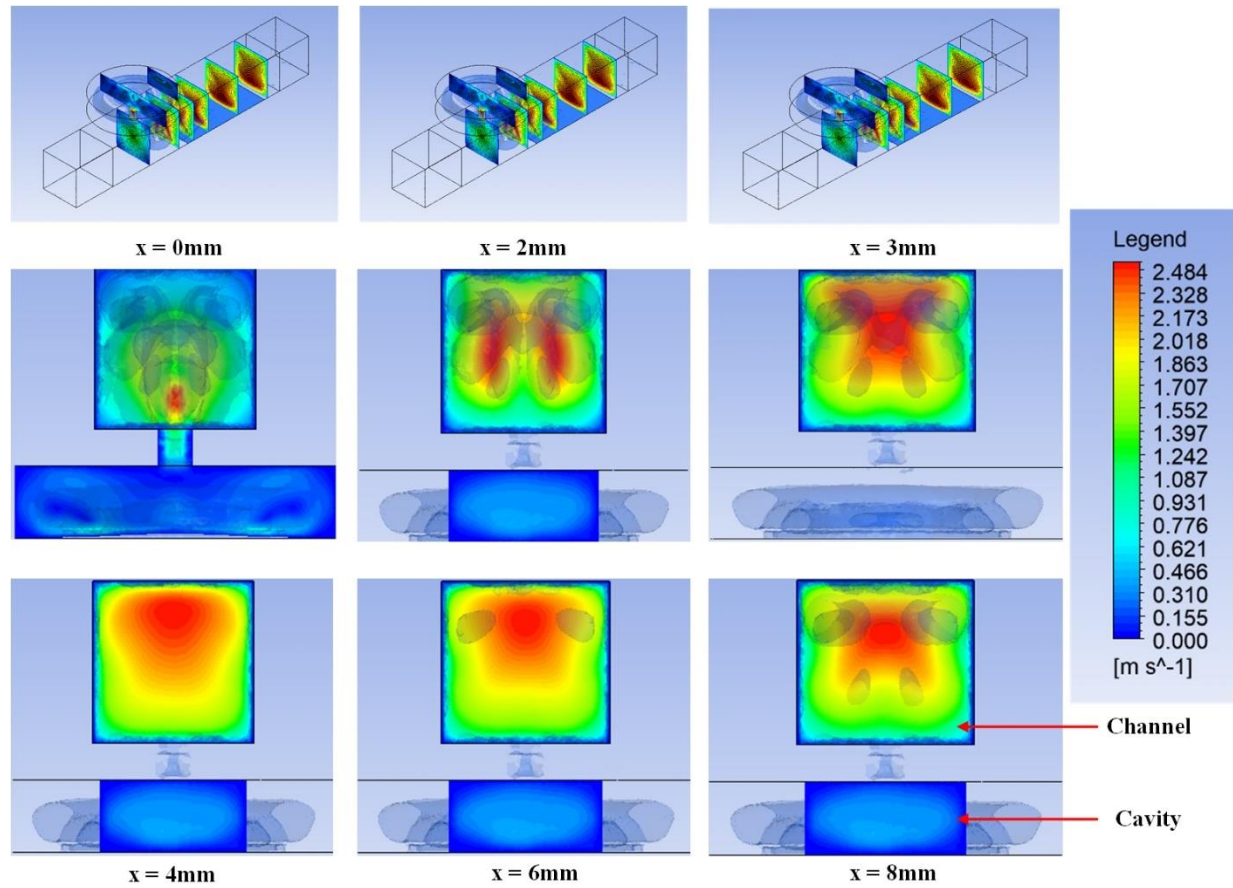 x = 0mm
x = 2mm
x = 3mm
Legend
2.484
2.328
2.173
2.018
1.863
1.707
1.552
1.397
1.242
0.931
0.776
0.621
0.466
0.310
0.155
0.000
[m s^-1]
Channel
Cavity
x = 4mm
x = 6mm
x = 8mm